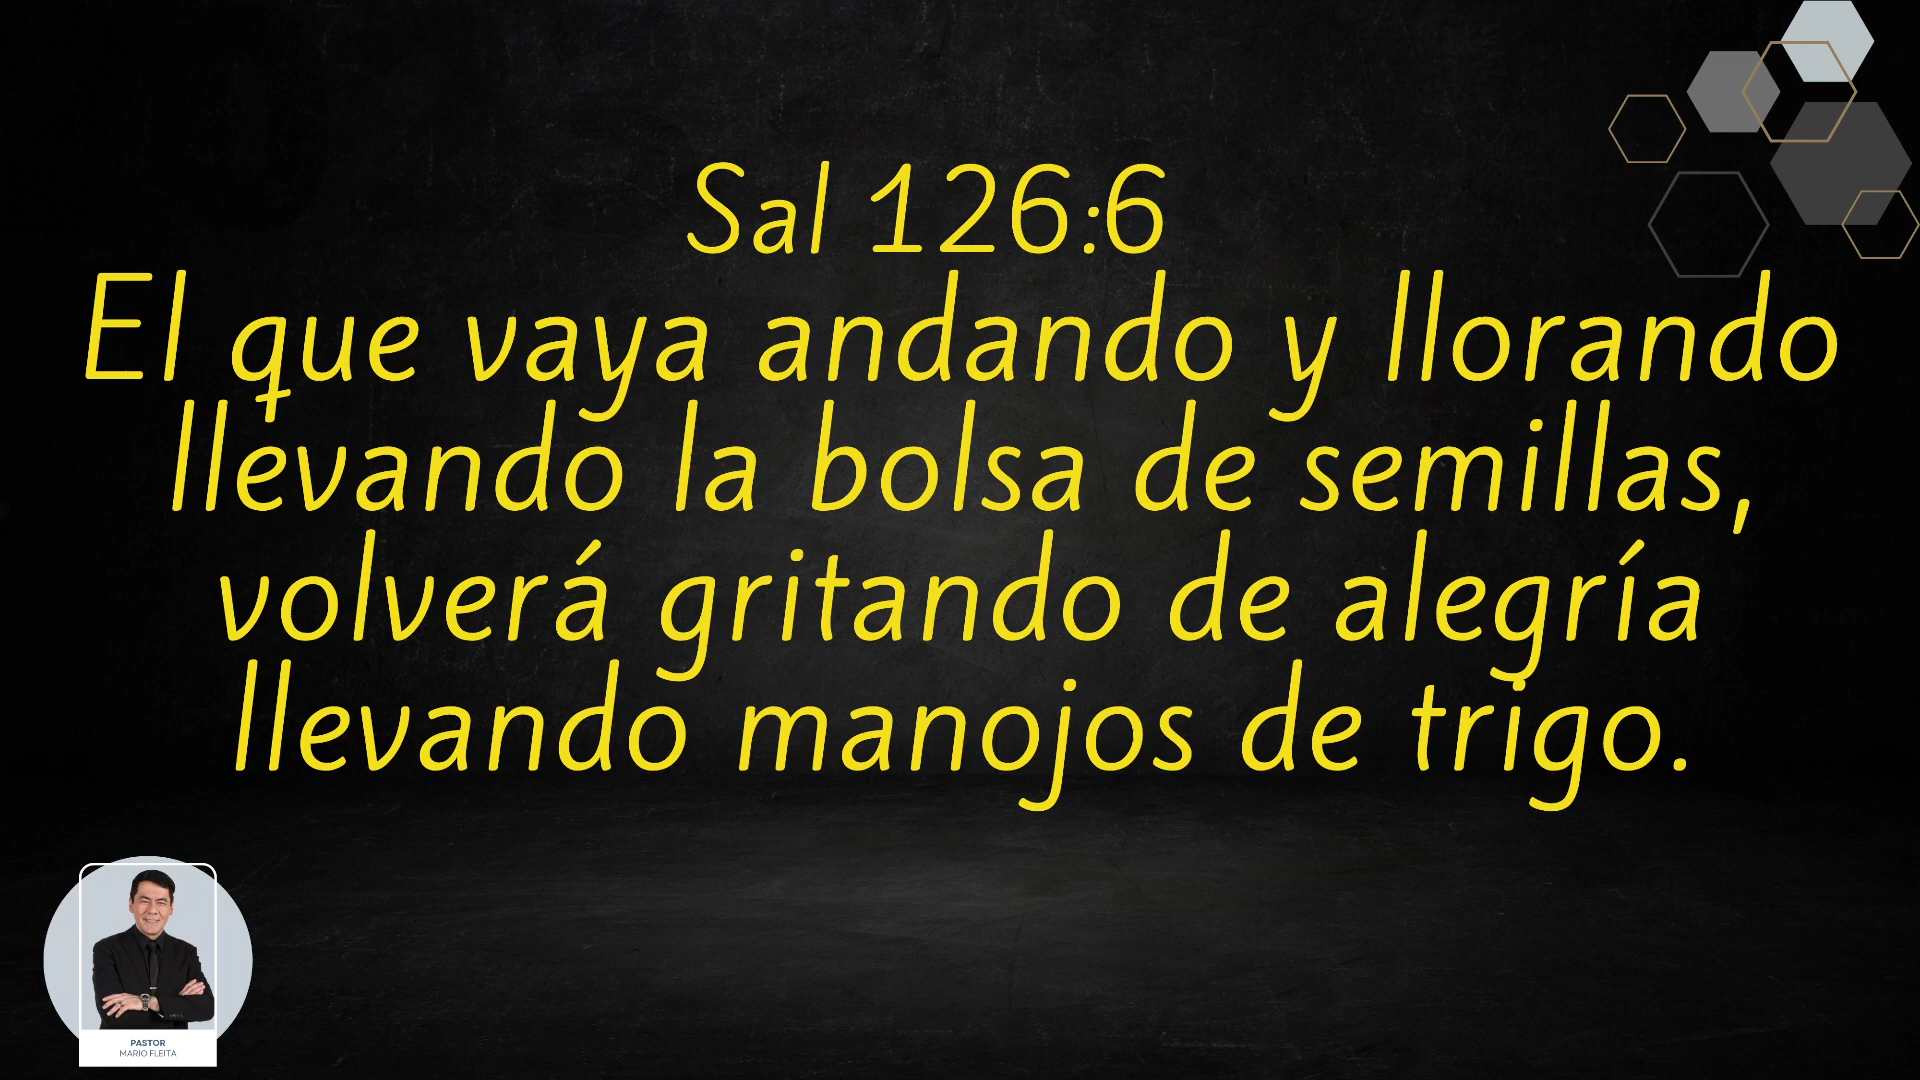 Sal 126:6
El que vaya andando y llorando
llevando la bolsa de semillas,
volverá gritando de alegría
llevando manojos de trigo.
PASTOR
MARIO FLEITA